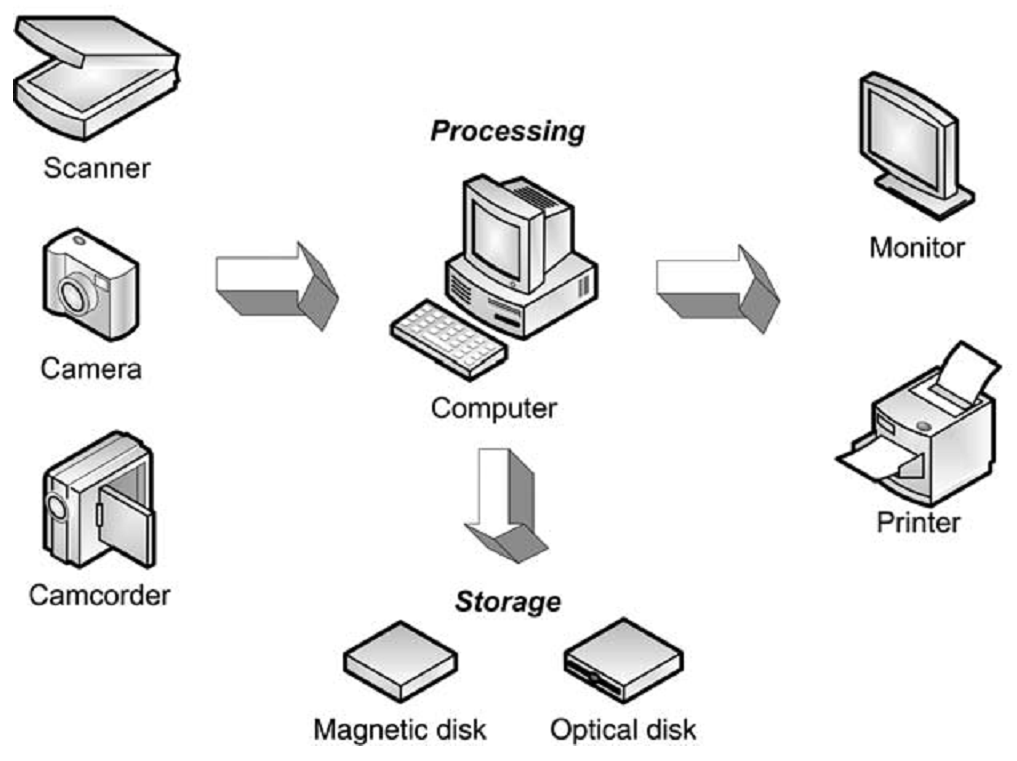 Scanner
Processing
Monitor
Camera
Computer
Printer
Camcorder
Storage
Magnetic disk
Optical disk